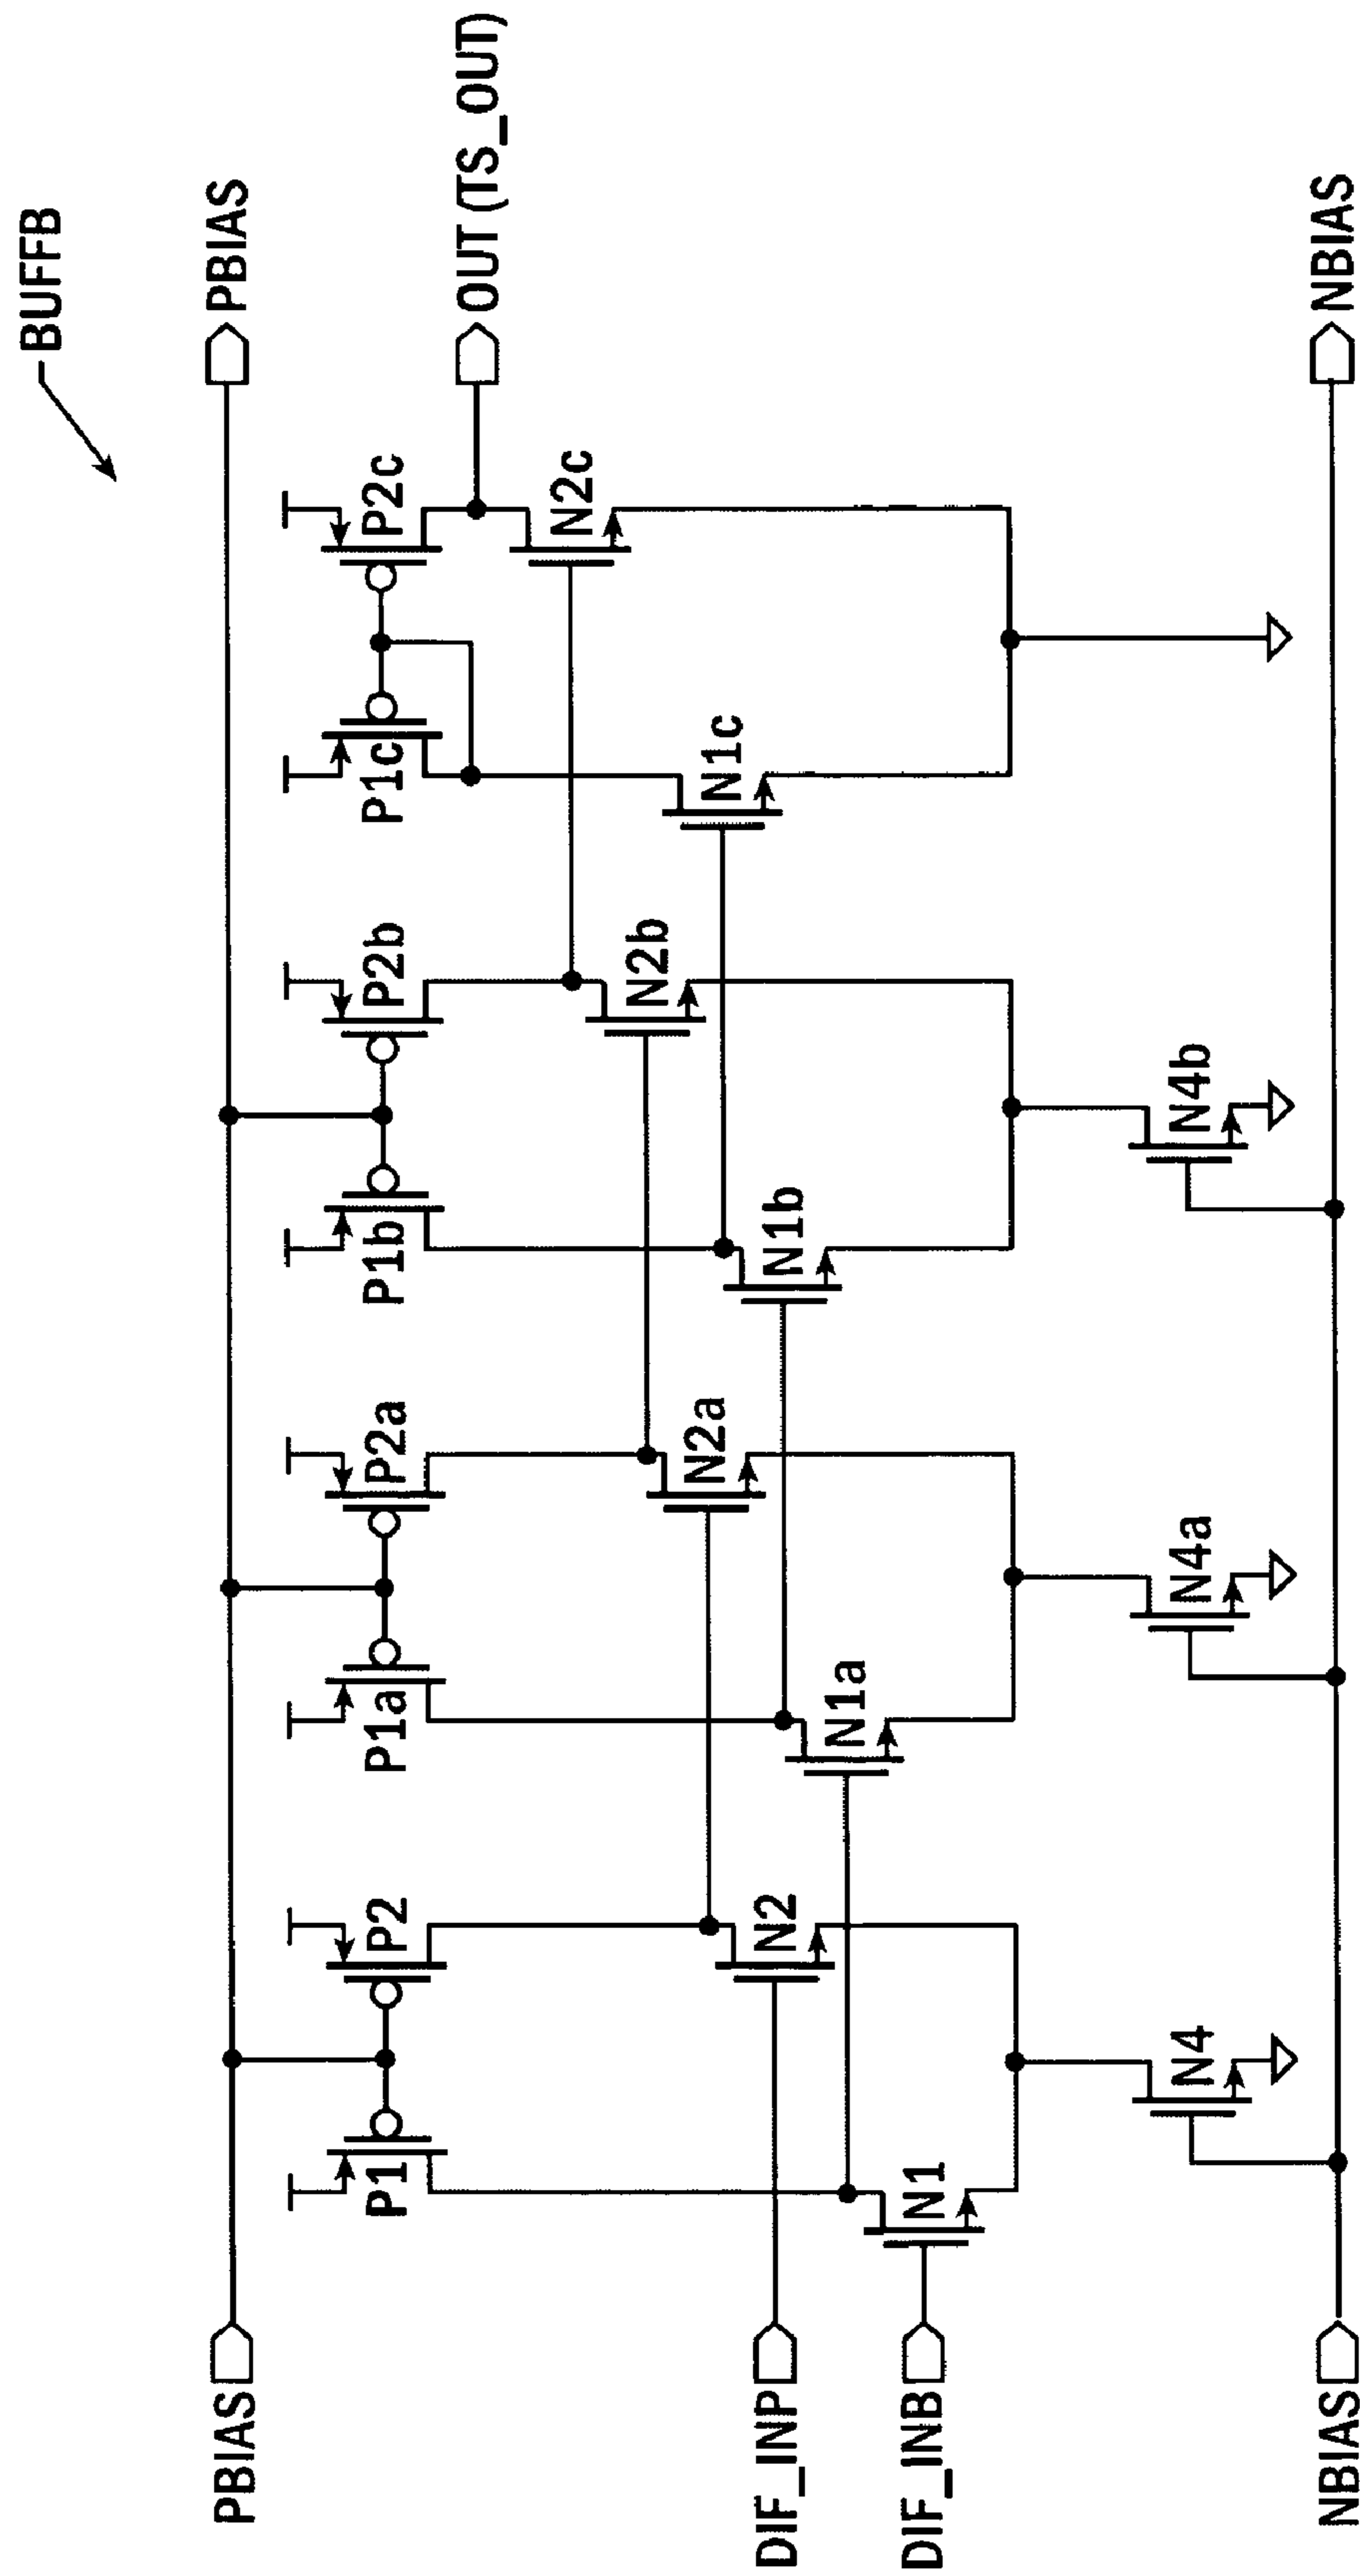 BUFFB
PBIAS
PBIAS
P1
P2
P1a
P2a
P1b
P2b
P1c
P2c
OUT (TS_OUT)
N2c
N2b
N1c
N2a
N1b
DIF_INP
N2
N1a
DIF_INB
N1
N4
N4a
N4b
NBIAS
NBIAS